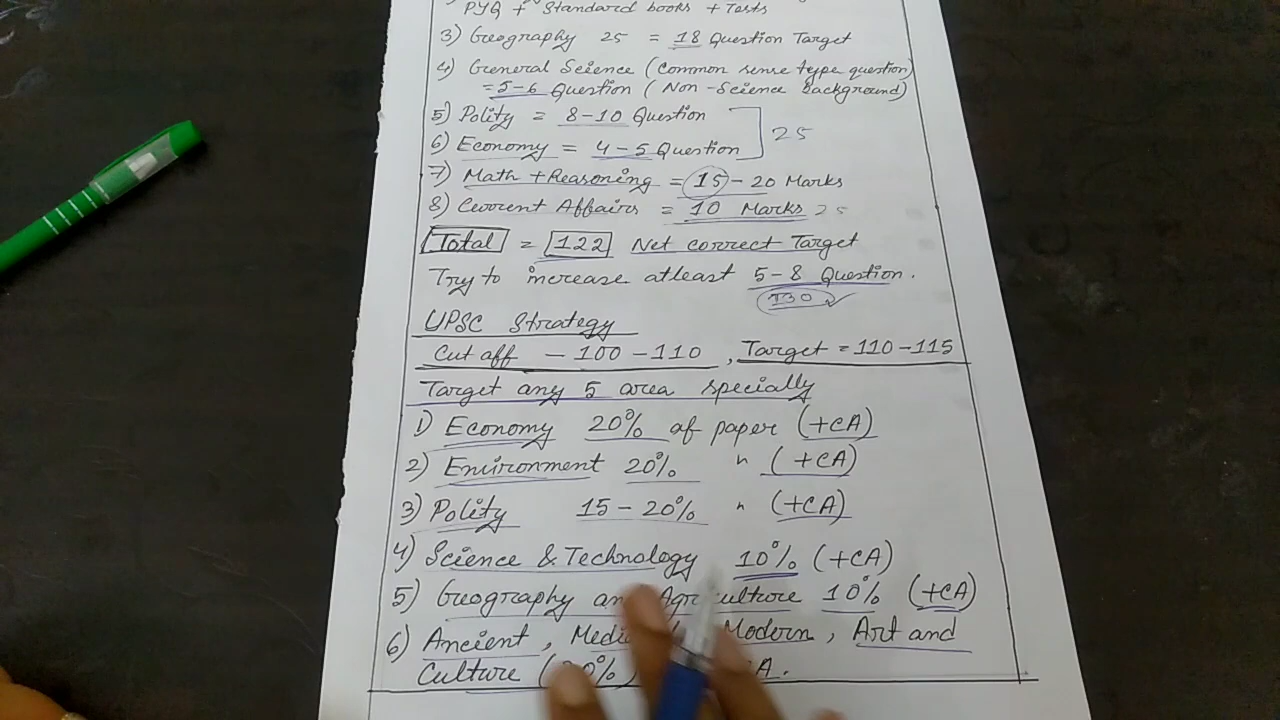 PYQ + Standard books + Tests
3) Geography 25 = 18 Question Target
4) General Science (Common sense type question)
= 5-6 Question (Non-Science background)
5) Polity = 8-10 Question
25
6) Economy = 4-5 Question
7) Math + Reasoning = 15 - 20 Marks
8) Current Affairs = 10 Marks 25
Total = 122 Net correct Target
Try to increase atleast 5-8 Question.
130
UPSC Strategy
Cut off - 100 - 110, Target = 110 - 115
Target any 5 area specially
1) Economy 20% of paper (+CA)
2) Environment 20% " (+CA)
3) Polity 15 - 20% " (+CA)
4) Science & Technology 10% (+CA)
5) Geography and Agriculture 10% (+CA)
6) Ancient, Modern, Art and
Culture